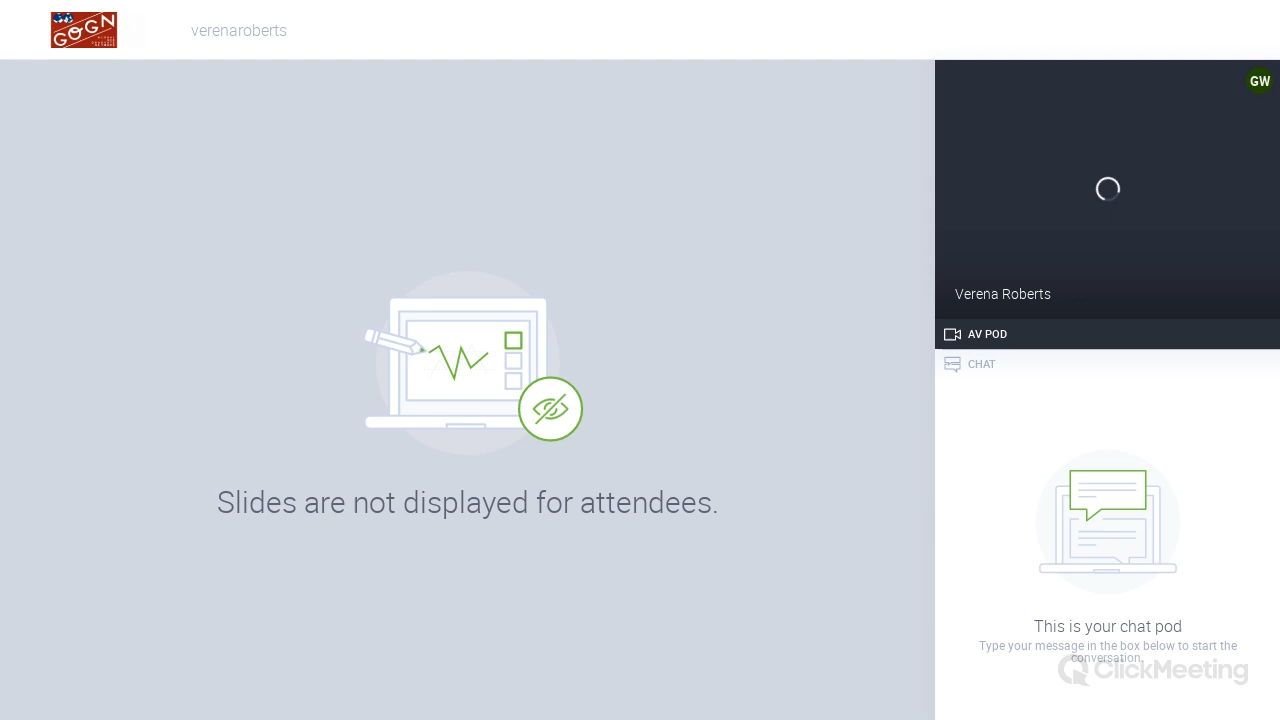 GOGN
verenaroberts
GW
Verena Roberts
AV POD
CHAT
Slides are not displayed for attendees.
This is your chat pod
Type your message in the box below to start the
conversation.
ClickMeeting